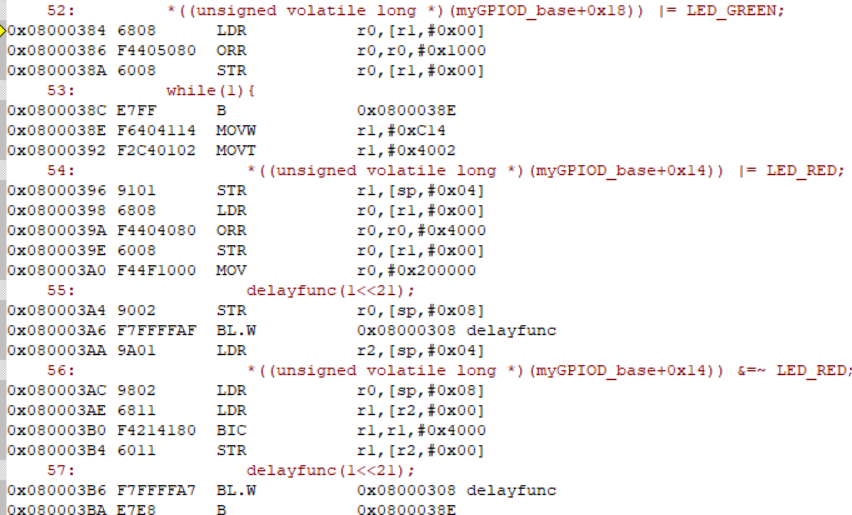 52: *((unsigned volatile long *)(myGPIOD_base+0x18)) |= LED_GREEN;
0x08000384 6808 LDR r0,[r1,#0x00]
0x08000386 F4405080 ORR r0,r0,#0x1000
0x0800038A 6008 STR r0,[r1,#0x00]
53: while(1){
0x0800038C E7FF B 0x0800038E
0x0800038E F6404114 MOVW r1,#0xC14
0x08000392 F2C40102 MOVT r1,#0x4002
54: *((unsigned volatile long *)(myGPIOD_base+0x14)) |= LED_RED;
0x08000396 9101 STR r1,[sp,#0x04]
0x08000398 6808 LDR r0,[r1,#0x00]
0x0800039A F4404080 ORR r0,r0,#0x4000
0x0800039E 6008 STR r0,[r1,#0x00]
0x080003A0 F44F1000 MOV r0,#0x200000
55: delayfunc(1<<21);
0x080003A4 9002 STR r0,[sp,#0x08]
0x080003A6 F7FFFFAF BL.W 0x08000308 delayfunc
0x080003AA 9A01 LDR r2,[sp,#0x04]
56: *((unsigned volatile long *)(myGPIOD_base+0x14)) &=~ LED_RED;
0x080003AC 9802 LDR r0,[sp,#0x08]
0x080003AE 6811 LDR r1,[r2,#0x00]
0x080003B0 F4214180 BIC r1,r1,#0x4000
0x080003B4 6011 STR r1,[r2,#0x00]
57: delayfunc(1<<21);
0x080003B6 F7FFFFA7 BL.W 0x08000308 delayfunc
0x080003BA E7E8 B 0x0800038E